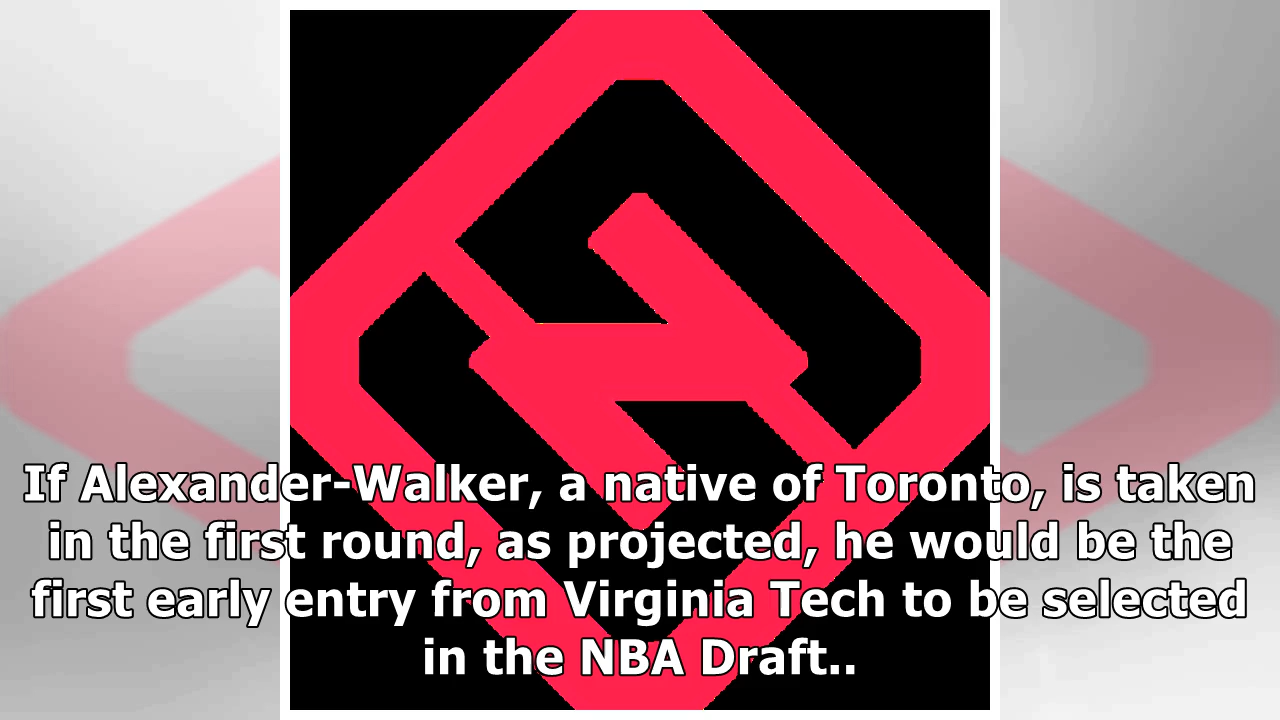 If Alexander-Walker, a native of Toronto, is taken
in the first round, as projected, he would be the
first early entry from Virginia Tech to be selected
in the NBA Draft..